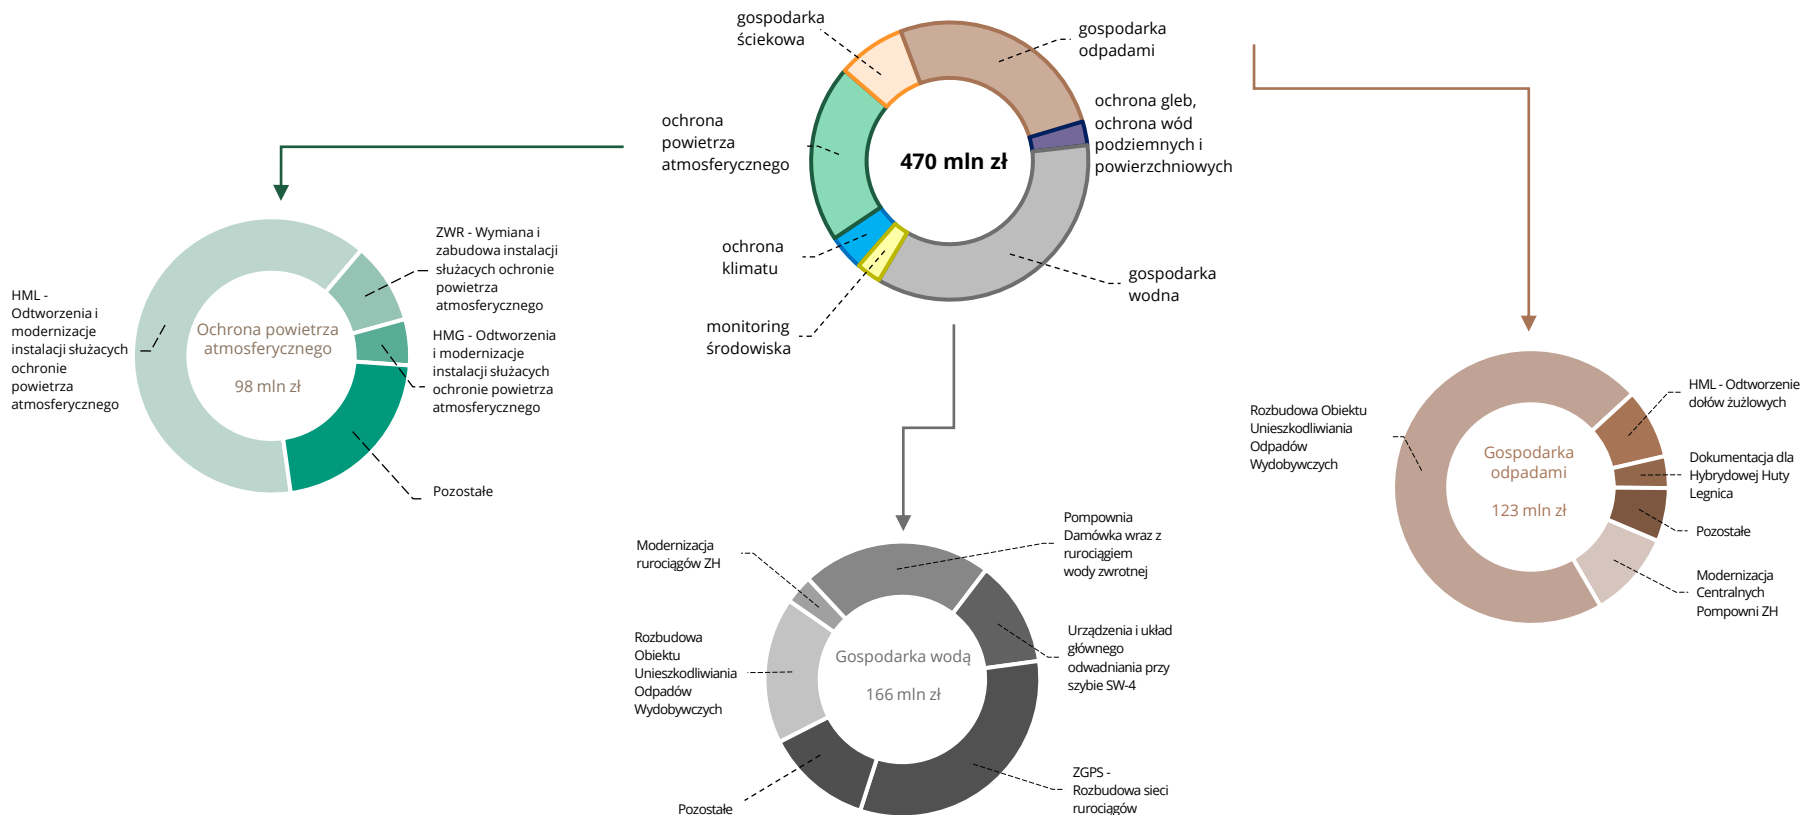 gospodarka
ściekowa
gospodarka
odpadami
ochrona gleb,
ochrona wód
podziemnych i
powierzchniowych
ochrona
powietrza
atmosferycznego
470 mln zł
ochrona
klimatu
gospodarka
wodna
monitoring
środowiska
ZWR - Wymiana i
zabudowa instalacji
służacych ochronie
powietrza
atmosferycznego
HML -
Odtworzenia i
modernizacje
instalacji służacych
ochronie
powietrza
atmosferycznego
Ochrona powietrza
atmosferycznego
98 mln zł
HMG - Odtworzenia
i modernizacje
instalacji służacych
ochronie powietrza
atmosferycznego
Pozostałe
HML - Odtworzenie
dołów żużlowych
Rozbudowa Obiektu
Unieszkodliwiania
Odpadów
Wydobywczych
Gospodarka
odpadami
123 mln zł
Dokumentacja dla
Hybrydowej Huty
Legnica
Pozostałe
Modernizacja
Centralnych
Pompowni ZH
Pompownia
Damówka wraz z
rurociągiem
wody zwrotnej
Modernizacja
rurociągów ZH
Rozbudowa
Obiektu
Unieszkodliwiania
Odpadów
Wydobywczych
Gospodarka wodą
166 mln zł
Urządzenia i układ
głównego
odwadniania przy
szybie SW-4
Pozostałe
ZGPS -
Rozbudowa sieci
rurociągów